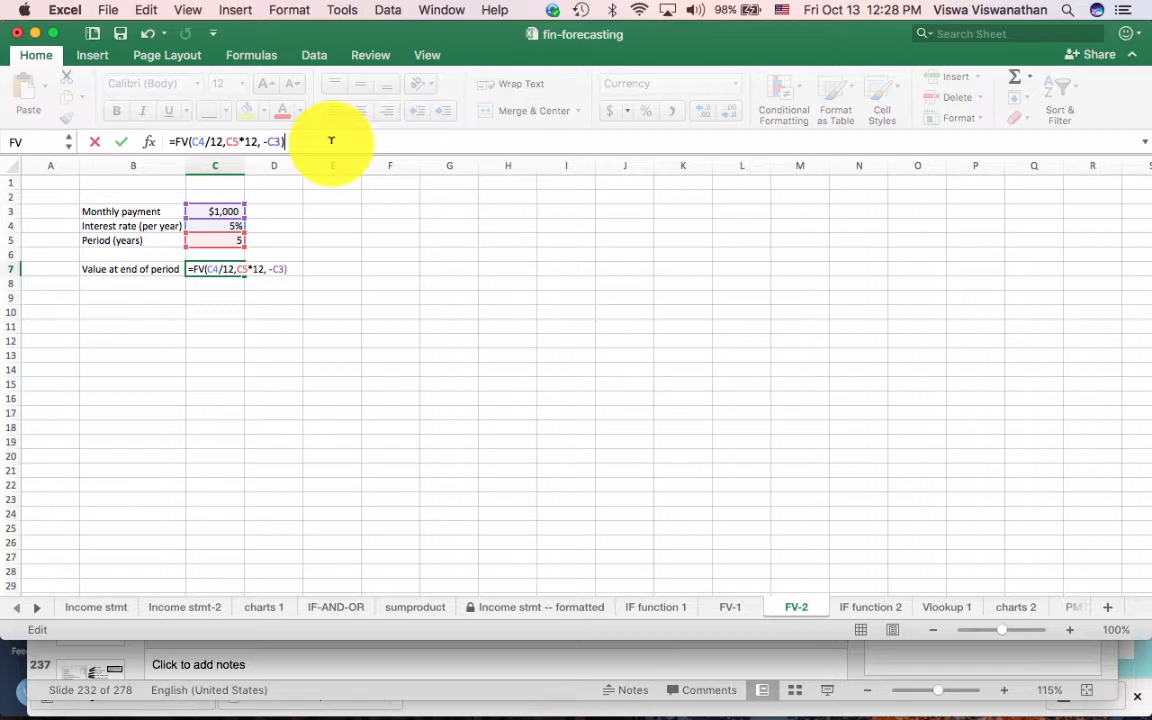 Excel File Edit View Insert Format Tools Data Window Help 98% Fri Oct 13 12:28 PM Viswa Viswanathan
fin-forecasting Search Sheet
Home Insert Page Layout Formulas Data Review View Share
Paste Calibri (Body) 12 A A Wrap Text Currency Conditional Formatting Format as Table Cell Styles Insert Delete Format Sort & Filter
B I U A Merge & Center $ %
FV fx =FV(C4/12,C5*12, -C3)
A B C D E F G H I J K L M N O P Q R S
1
2
3 Monthly payment $1,000
4 Interest rate (per year) 5%
5 Period (years) 5
6
7 Value at end of period =FV(C4/12,C5*12, -C3)
8
9
10
11
12
13
14
15
16
17
18
19
20
21
22
23
24
25
26
27
28
29
Income stmt Income stmt-2 charts 1 IF-AND-OR sumproduct Income stmt -- formatted IF function 1 FV-1 FV-2 IF function 2 Vlookup 1 charts 2 PMT
Edit 100%
237 Click to add notes
Slide 232 of 278 English (United States) Notes Comments 115%